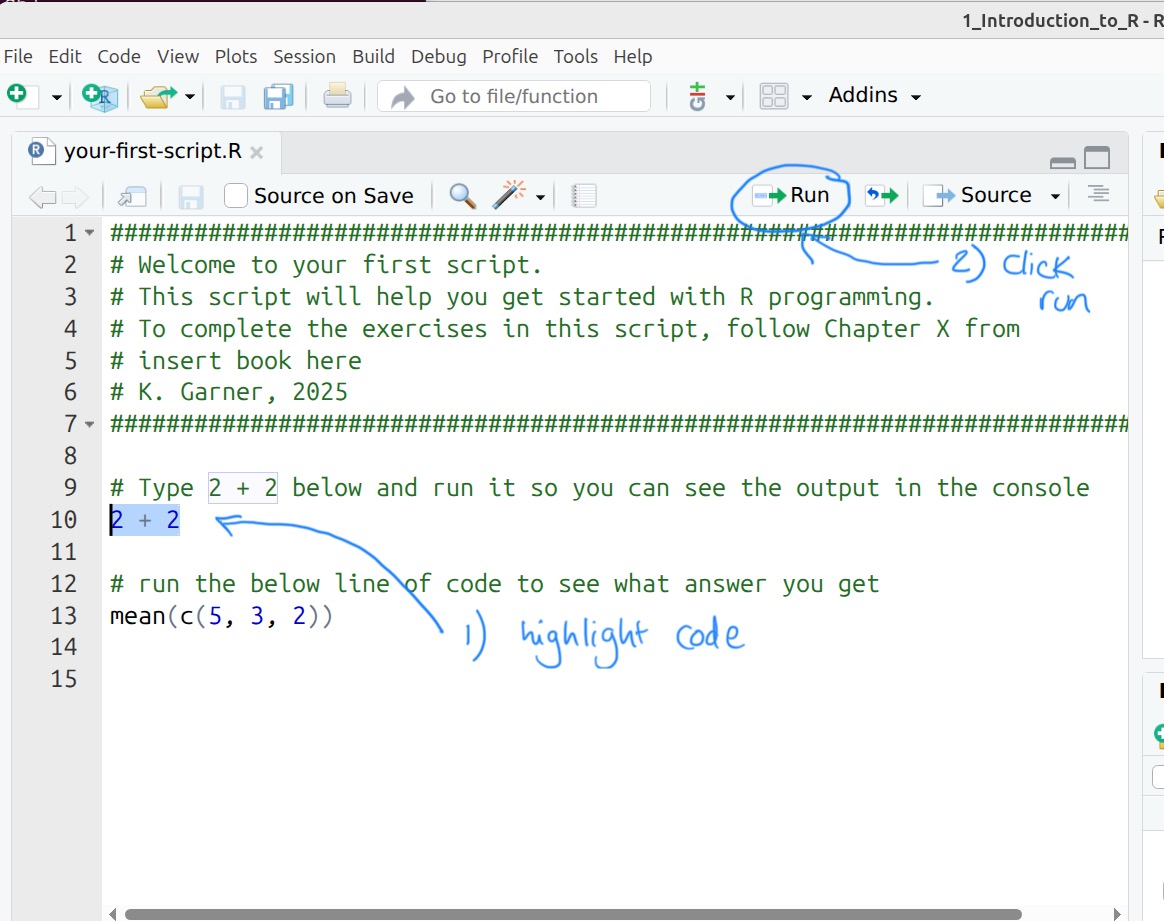 1_Introduction_to_R - R
File Edit Code View Plots Session Build Debug Profile Tools Help
Go to file/function Addins
your-first-script.R
Source on Save Run Source
1 #########################################################################
2 # Welcome to your first script.
3 # This script will help you get started with R programming.
4 # To complete the exercises in this script, follow Chapter X from
5 # insert book here
6 # K. Garner, 2025
7 #########################################################################
8
9 # Type 2 + 2 below and run it so you can see the output in the console
10 2 + 2
11
12 # run the below line of code to see what answer you get
13 mean(c(5, 3, 2))
14
15
2) click
run
1) highlight code